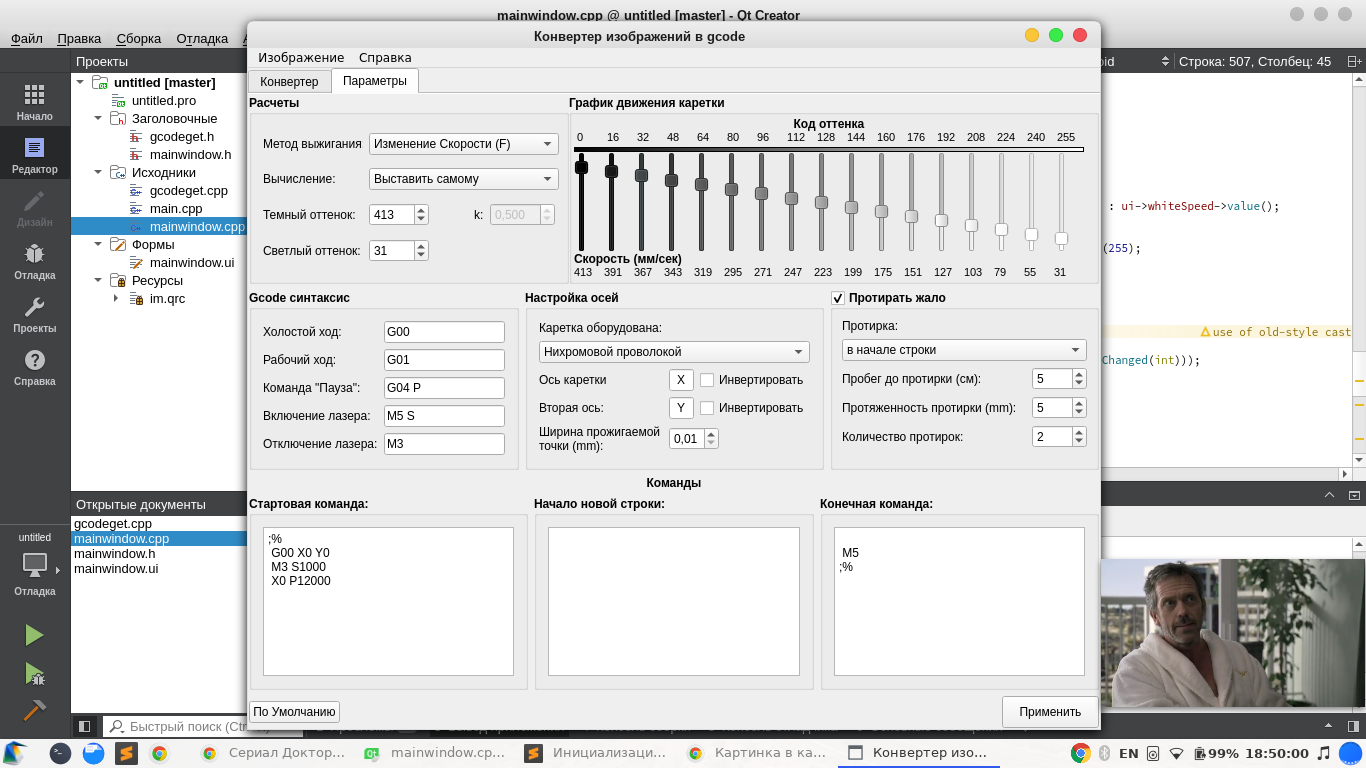 mainwindow.cpp @ untitled [master] - Qt Creator
Файл Правка Сборка Отладка
Конвертер изображений в gcode
Изображение Справка
Конвертер Параметры
Проекты
Строка: 507, Столбец: 45
untitled [master]
untitled.pro
Заголовочные
gcodeget.h
mainwindow.h
Исходники
gcodeget.cpp
main.cpp
mainwindow.cpp
Формы
mainwindow.ui
Ресурсы
im.qrc
Начало
Редактор
Дизайн
Отладка
Проекты
Справка
untitled
Отладка
Открытые документы
gcodeget.cpp
mainwindow.cpp
mainwindow.h
mainwindow.ui
Расчеты
Метод выжигания Изменение Скорости (F)
Вычисление: Выставить самому
Темный оттенок: 413 k: 0,500
Светлый оттенок: 31
График движения каретки
Код оттенка
0 16 32 48 64 80 96 112 128 144 160 176 192 208 224 240 255
Скорость (мм/сек)
413 391 367 343 319 295 271 247 223 199 175 151 127 103 79 55 31
Gcode синтаксис
Холостой ход: G00
Рабочий ход: G01
Команда "Пауза": G04 P
Включение лазера: M5 S
Отключение лазера: M3
Настройка осей
Каретка оборудована:
Нихромовой проволокой
Ось каретки X Инвертировать
Вторая ось: Y Инвертировать
Ширина прожигаемой
точки (mm): 0,01
Протирать жало
Протирка:
в начале строки
Пробег до протирки (см): 5
Протяженность протирки (mm): 5
Количество протирок: 2
Команды
Стартовая команда:
;%
G00 X0 Y0
M3 S1000
X0 P12000
Начало новой строки:
Конечная команда:
M5
;%
По Умолчанию
Применить
: ui->whiteSpeed->value();
(255);
use of old-style cast
Changed(int)));
Быстрый поиск (Ctr
Сериал Доктор...
mainwindow.cp...
Инициализаци...
Картинка в ка...
Конвертер изо...
EN
99% 18:50:00